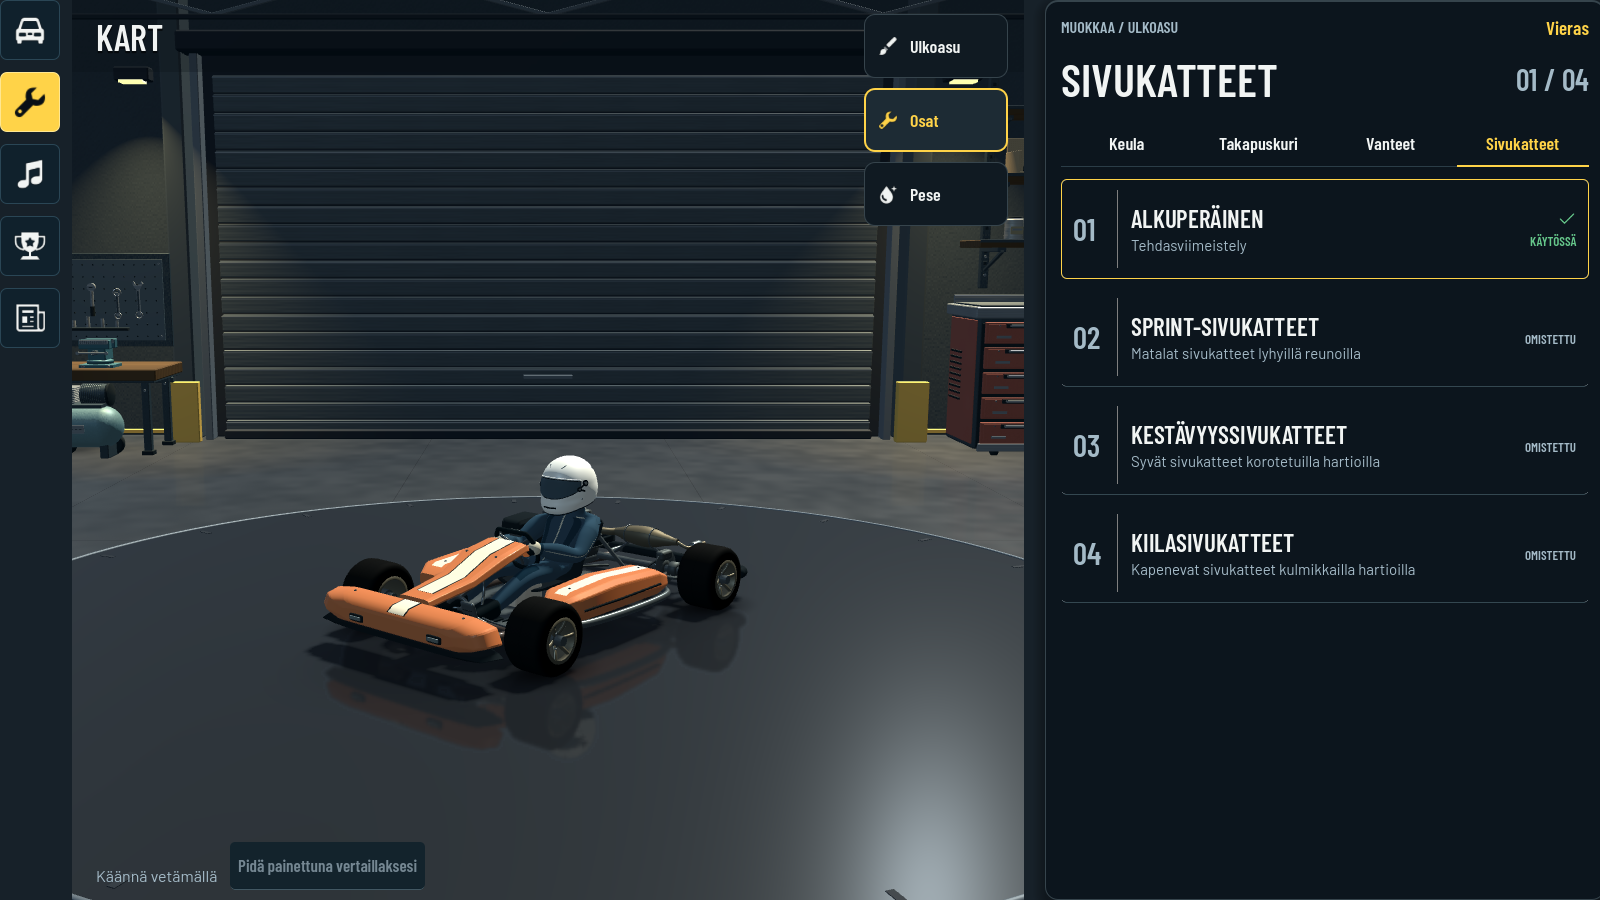 KART
Ulkoasu
Osat
Pese
Käännä vetämällä
Pidä painettuna vertaillaksesi
MUOKKAA / ULKOASU
Vieras
SIVUKATTEET
01 / 04
Keula
Takapuskuri
Vanteet
Sivukatteet
01
ALKUPERÄINEN
Tehdasviimeistely
KÄYTÖSSÄ
02
SPRINT-SIVUKATTEET
Matalat sivukatteet lyhyillä reunoilla
OMISTETTU
03
KESTÄVYYSSIVUKATTEET
Syvät sivukatteet korotetuilla hartioilla
OMISTETTU
04
KIILASIVUKATTEET
Kapenevat sivukatteet kulmikkailla hartioilla
OMISTETTU